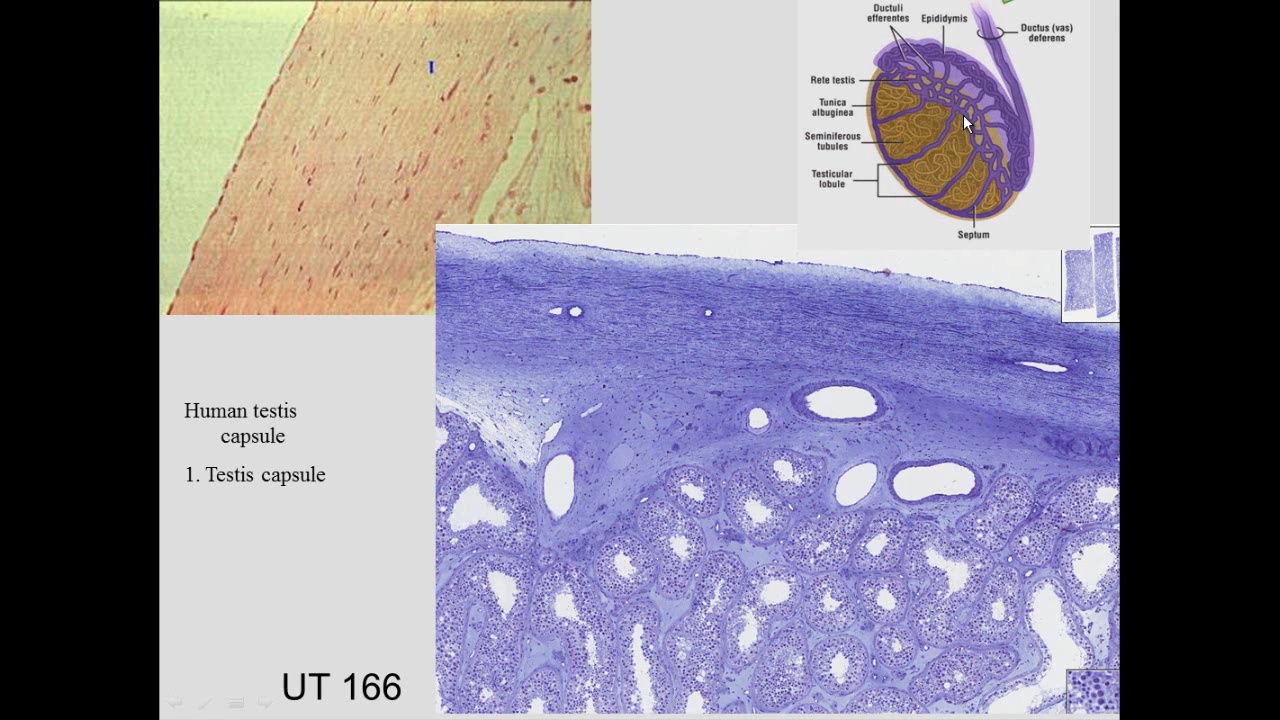 I
Ductuli
efferentes
Epididymis
Ductus (vas)
deferens
Rete testis
Tunica
albuginea
Seminiferous
tubules
Testicular
lobule
Septum
Human testis
capsule
1. Testis capsule
UT 166